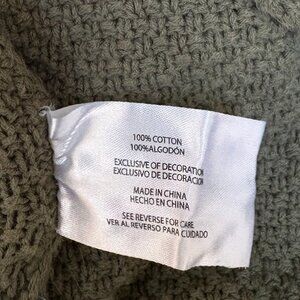 100% COTTON
100%ALGODÓN
EXCLUSIVE OF DECORATION
EXCLUSIVO DE DECORACION
MADE IN CHINA
HECHO EN CHINA
SEE REVERSE FOR CARE
VER AL REVERSO PARA CUIDADO